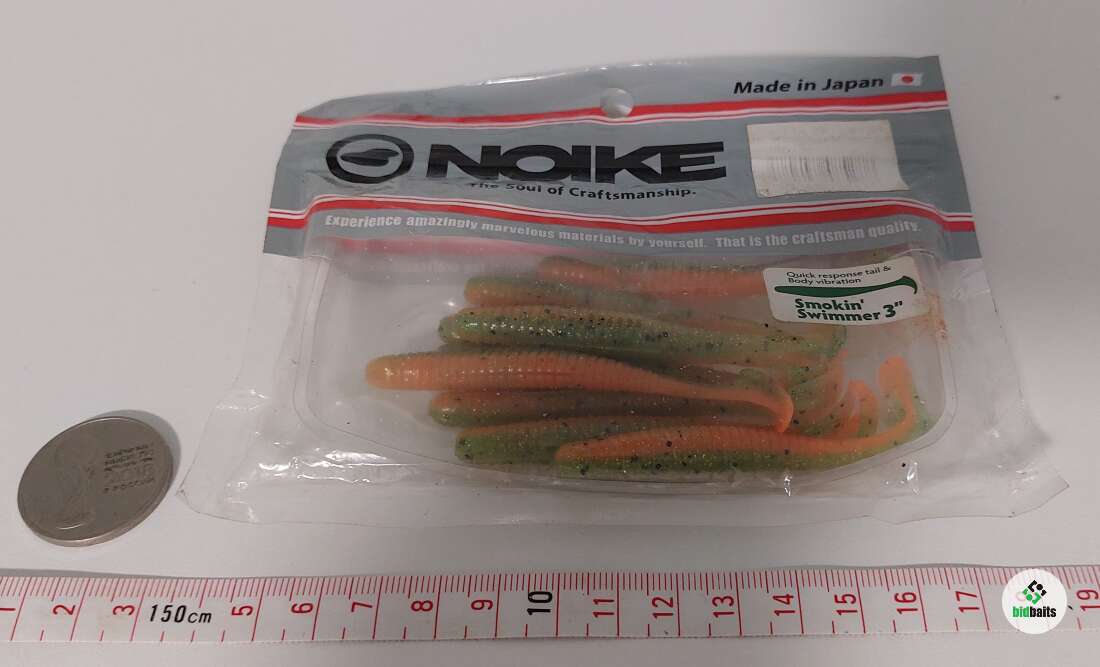 Made in Japan
NOIKE
The Soul of Craftsmanship.
Experience amazingly marvelous materials by yourself. That is the craftsman quality.
Quick response tail &
Body vibration
Smokin'
Swimmer 3"
1 2 3 150cm 5 6 7 8 9 10 11 12 13 14 15 16 17 19
bidbaits